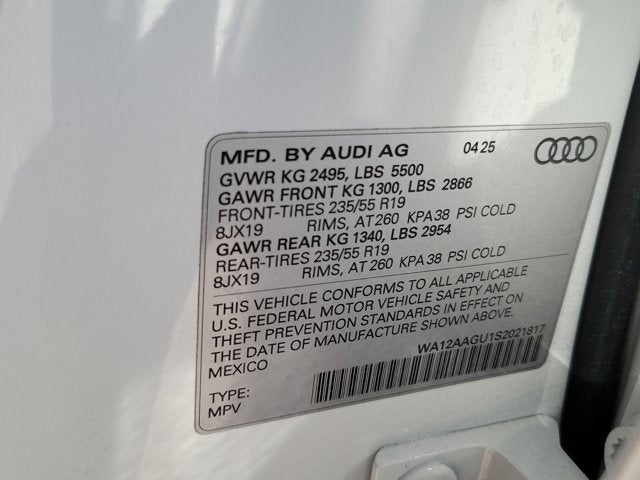 MFD. BY AUDI AG 04 25
GVWR KG 2495, LBS 5500
GAWR FRONT KG 1300, LBS 2866
FRONT-TIRES 235/55 R19
8JX19 RIMS, AT 260 KPA 38 PSI COLD
GAWR REAR KG 1340, LBS 2954
REAR-TIRES 235/55 R19
8JX19 RIMS, AT 260 KPA 38 PSI COLD
THIS VEHICLE CONFORMS TO ALL APPLICABLE
U.S. FEDERAL MOTOR VEHICLE SAFETY AND
THEFT PREVENTION STANDARDS IN EFFECT ON
THE DATE OF MANUFACTURE SHOWN ABOVE.
MEXICO WA12AAGU1S2021817
TYPE:
MPV